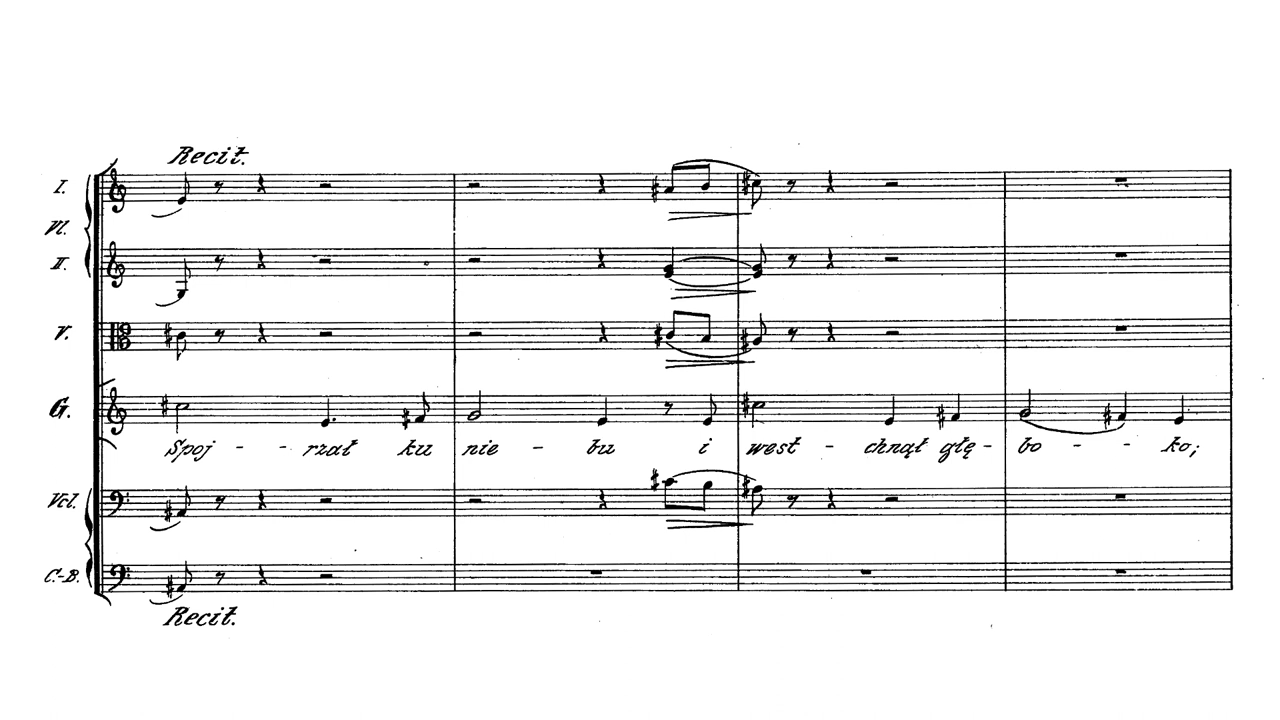 Recit.
I.
Vl.
II.
V.
G.
Spoj - - rzał ku nie - bu i west - chnął głę - bo - - ko;
Vcl.
C.-B.
Recit.